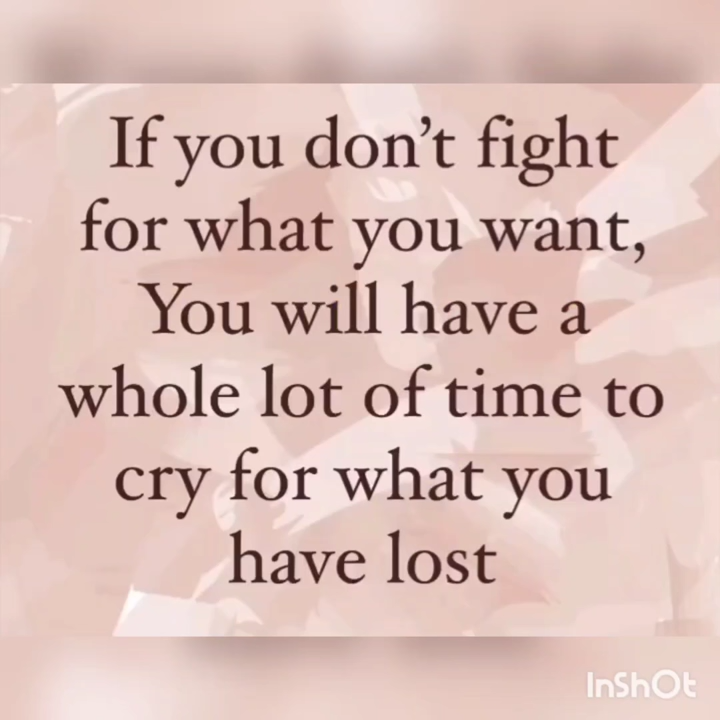 If you don’t fight
for what you want,
You will have a
whole lot of time to
cry for what you
have lost
InShOt